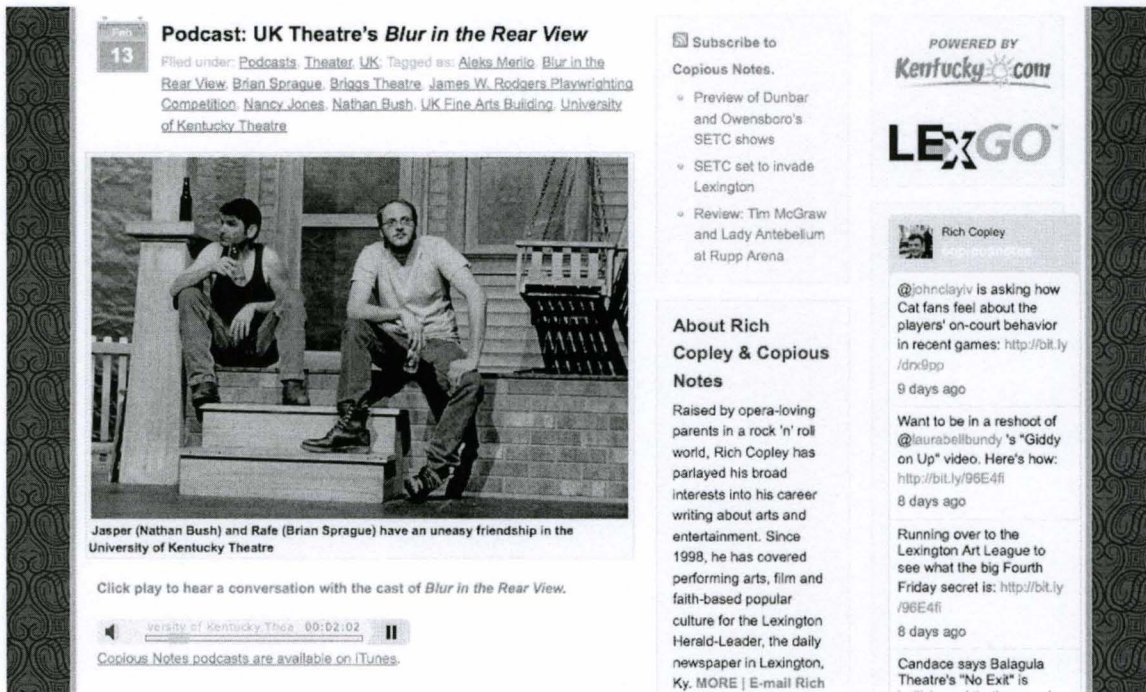 Feb
13
Podcast: UK Theatre's Blur in the Rear View
Filed under: Podcasts, Theater, UK; Tagged as: Aleks Merilo, Blur in the
Rear View, Brian Sprague, Briggs Theatre, James W. Rodgers Playwrighting
Competition, Nancy Jones, Nathan Bush, UK Fine Arts Building, University
of Kentucky Theatre
Jasper (Nathan Bush) and Rafe (Brian Sprague) have an uneasy friendship in the
University of Kentucky Theatre
Click play to hear a conversation with the cast of Blur in the Rear View.
versity of Kentucky Thea 00:02:02
Copious Notes podcasts are available on iTunes.
Subscribe to
Copious Notes.
Preview of Dunbar
and Owensboro's
SETC shows
SETC set to invade
Lexington
Review: Tim McGraw
and Lady Antebellum
at Rupp Arena
About Rich
Copley & Copious
Notes
Raised by opera-loving
parents in a rock 'n' roll
world, Rich Copley has
parlayed his broad
interests into his career
writing about arts and
entertainment. Since
1998, he has covered
performing arts, film and
faith-based popular
culture for the Lexington
Herald-Leader, the daily
newspaper in Lexington,
Ky. MORE | E-mail Rich
POWERED BY
Kentucky.com
LEXGO™
Rich Copley
copiousnotes
@johnclayiv is asking how
Cat fans feel about the
players' on-court behavior
in recent games: http://bit.ly
/drx9pp
9 days ago
Want to be in a reshoot of
@laurabellbundy 's "Giddy
on Up" video. Here's how:
http://bit.ly/96E4fi
8 days ago
Running over to the
Lexington Art League to
see what the big Fourth
Friday secret is: http://bit.ly
/96E4fi
8 days ago
Candace says Balagula
Theatre's "No Exit" is